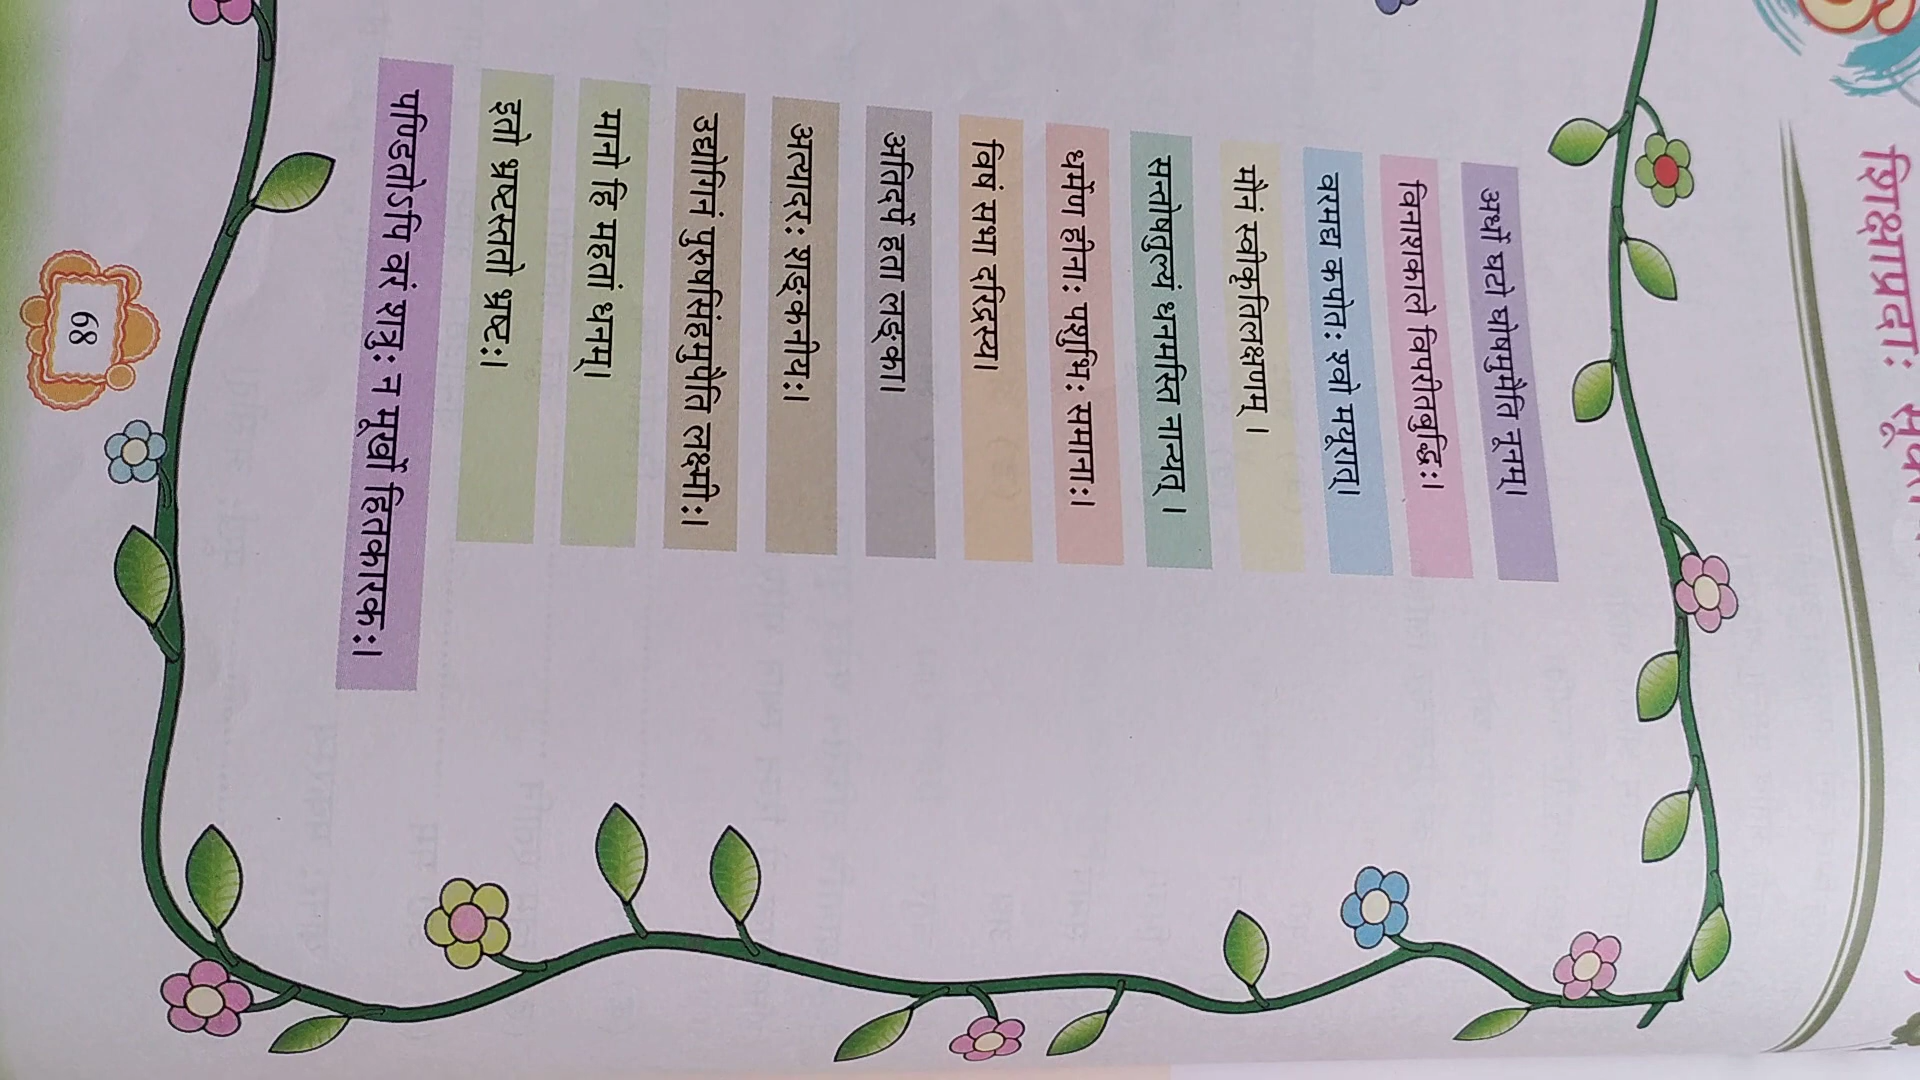 शिक्षाप्रदाः
अर्धो घटो घोषमुपैति नूनम्।
विनाशकाले विपरीतबुद्धिः।
वरमद्य कपोतः श्वो मयूरात्।
मौनं स्वीकृतिलक्षणम् ।
सन्तोषतुल्यं धनमस्ति नान्यत् ।
धर्मेण हीनाः पशुभिः समानाः।
विषं सभा दरिद्रस्य।
अतिदर्पे हता लङ्का।
अत्यादरः शङ्कनीयः।
उद्योगिनं पुरुषसिंहमुपैति लक्ष्मीः।
मानो हि महतां धनम्।
इतो भ्रष्टस्ततो भ्रष्टः।
पण्डितोऽपि वरं शत्रुः न मूर्खो हितकारकः।
68